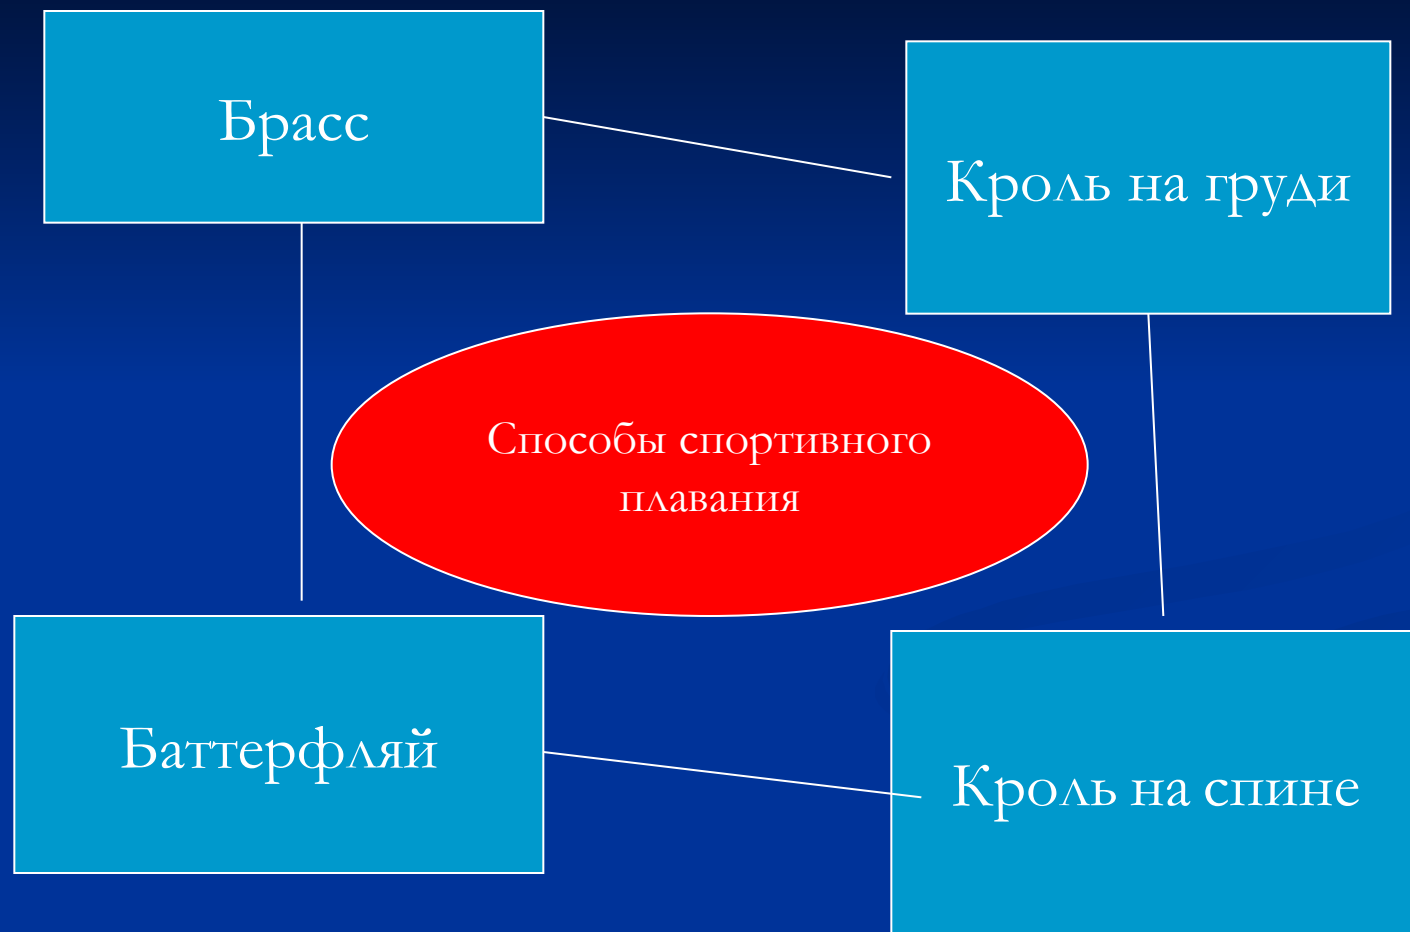 Брасс
Кроль на груди
Способы спортивного
плавания
Баттерфляй
Кроль на спине